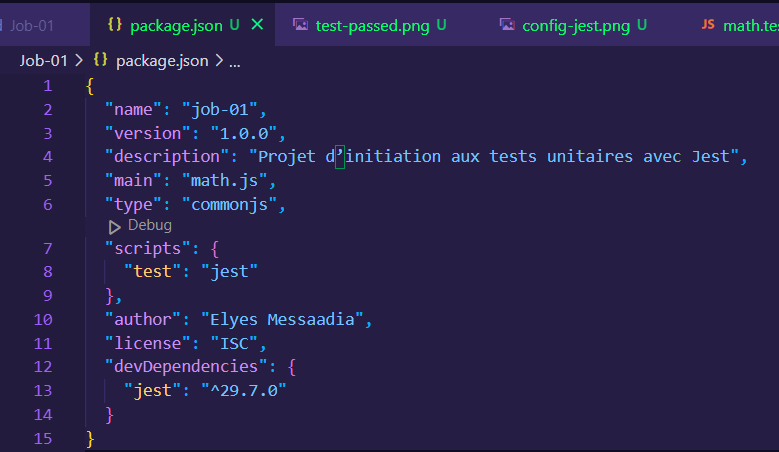 Job-01
{} package.json U ×
test-passed.png U
config-jest.png U
JS math.te
Job-01 > {} package.json > ...
1 {
2 "name": "job-01",
3 "version": "1.0.0",
4 "description": "Projet d’initiation aux tests unitaires avec Jest",
5 "main": "math.js",
6 "type": "commonjs",
Debug
7 "scripts": {
8 "test": "jest"
9 },
10 "author": "Elyes Messaadia",
11 "license": "ISC",
12 "devDependencies": {
13 "jest": "^29.7.0"
14 }
15 }